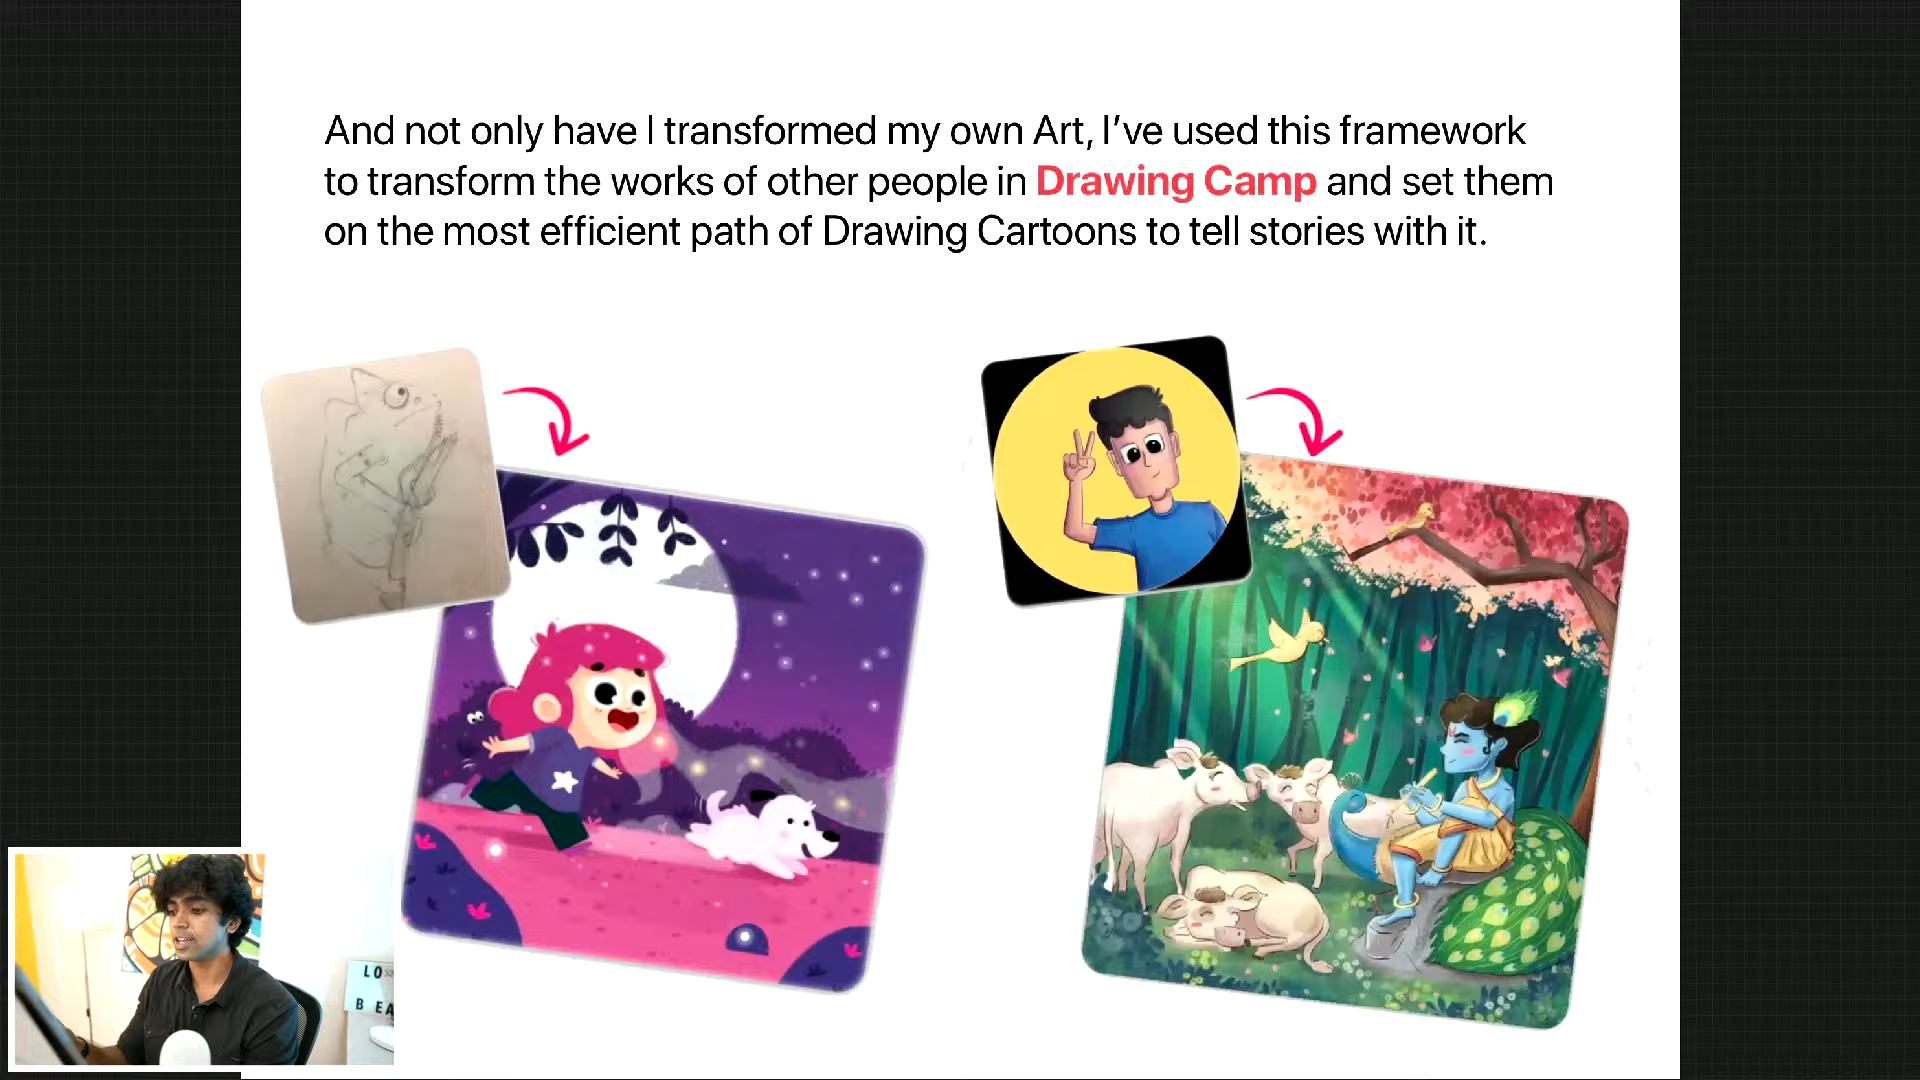 And not only have I transformed my own Art, I've used this framework
to transform the works of other people in Drawing Camp and set them
on the most efficient path of Drawing Cartoons to tell stories with it.
LO
B EA